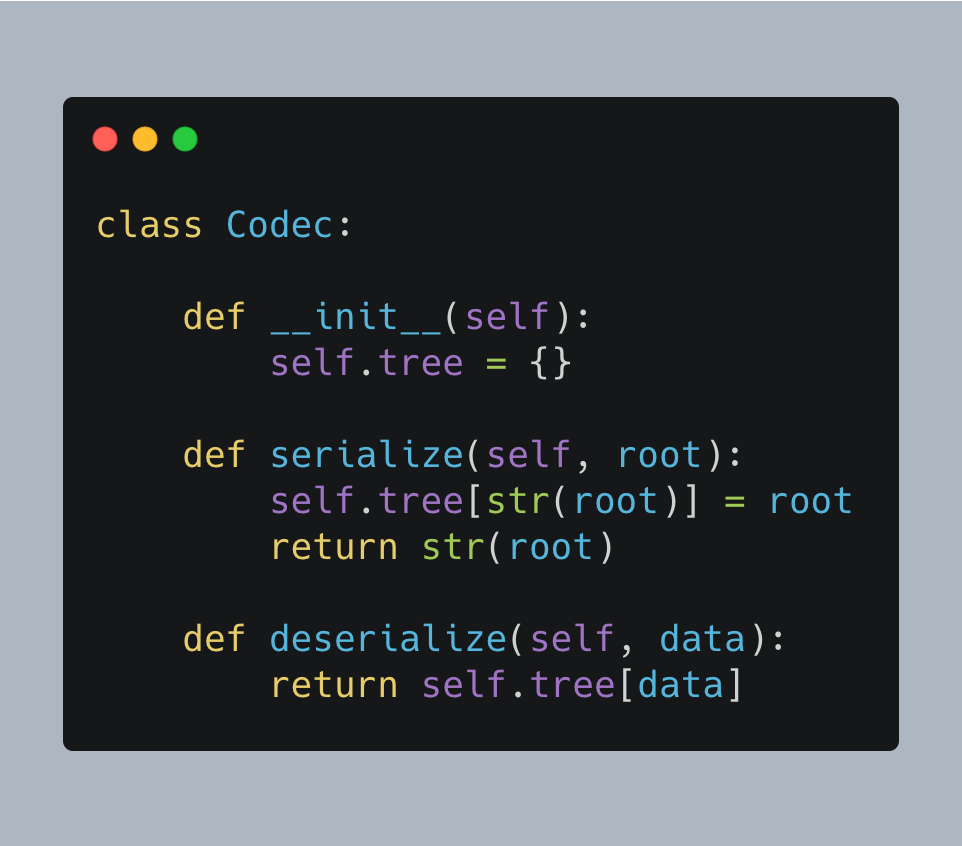 class Codec:
    def __init__(self):
        self.tree = {}
    def serialize(self, root):
        self.tree[str(root)] = root
        return str(root)
    def deserialize(self, data):
        return self.tree[data]